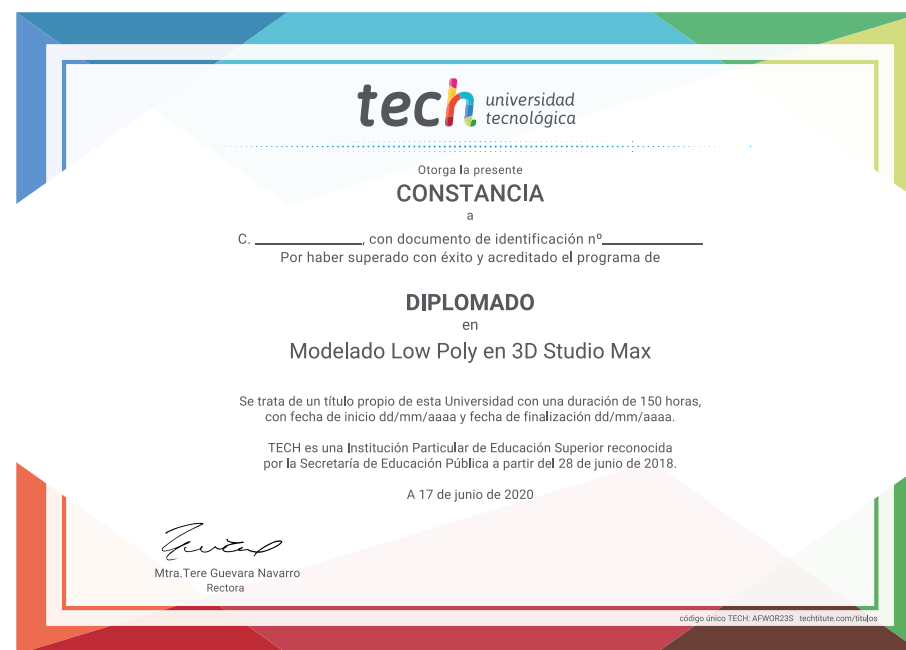 tech universidad
tecnológica
Otorga la presente
CONSTANCIA
a
C. ____________, con documento de identificación nº____________
Por haber superado con éxito y acreditado el programa de
DIPLOMADO
en
Modelado Low Poly en 3D Studio Max
Se trata de un título propio de esta Universidad con una duración de 150 horas,
con fecha de inicio dd/mm/aaaa y fecha de finalización dd/mm/aaaa.
TECH es una Institución Particular de Educación Superior reconocida
por la Secretaría de Educación Pública a partir del 28 de junio de 2018.
A 17 de junio de 2020
Mtra.Tere Guevara Navarro
Rectora
código único TECH: AFWOR23S techtitute.com/titulos